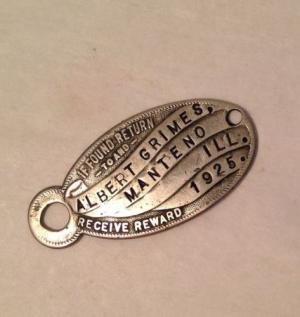 IF FOUND RETURN
—TO AND—
ALBERT GRIMES,
MANTENO
ILL.
1925.
RECEIVE REWARD